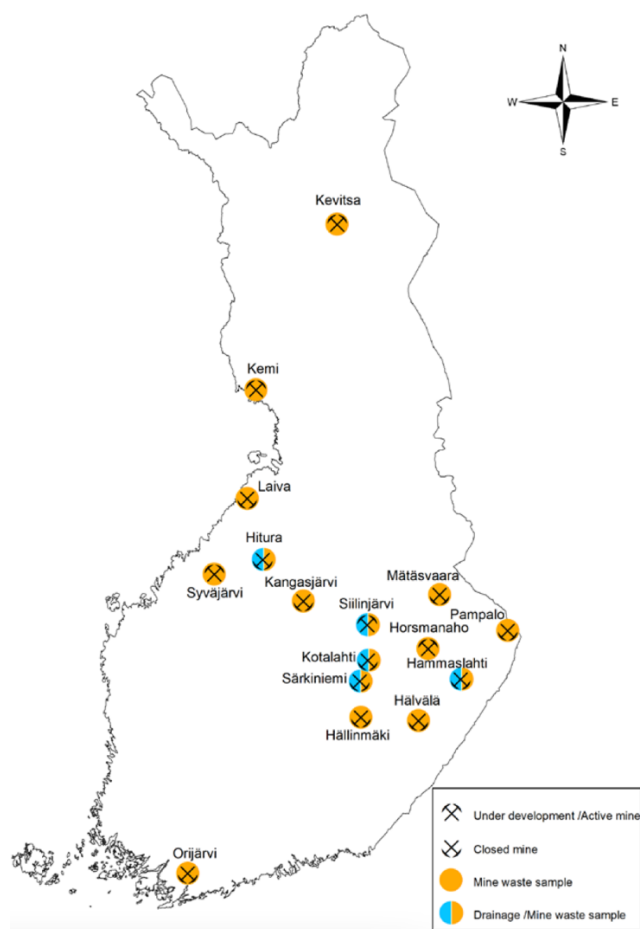 N
W
E
S
Kevitsa
Kemi
Laiva
Hitura
Syväjärvi
Kangasjärvi
Mätäsvaara
Siilinjärvi
Pampalo
Horsmanaho
Kotalahti
Hammaslahti
Särkiniemi
Hälvälä
Hällinmäki
Orijärvi
Under development /Active mine
Closed mine
Mine waste sample
Drainage /Mine waste sample